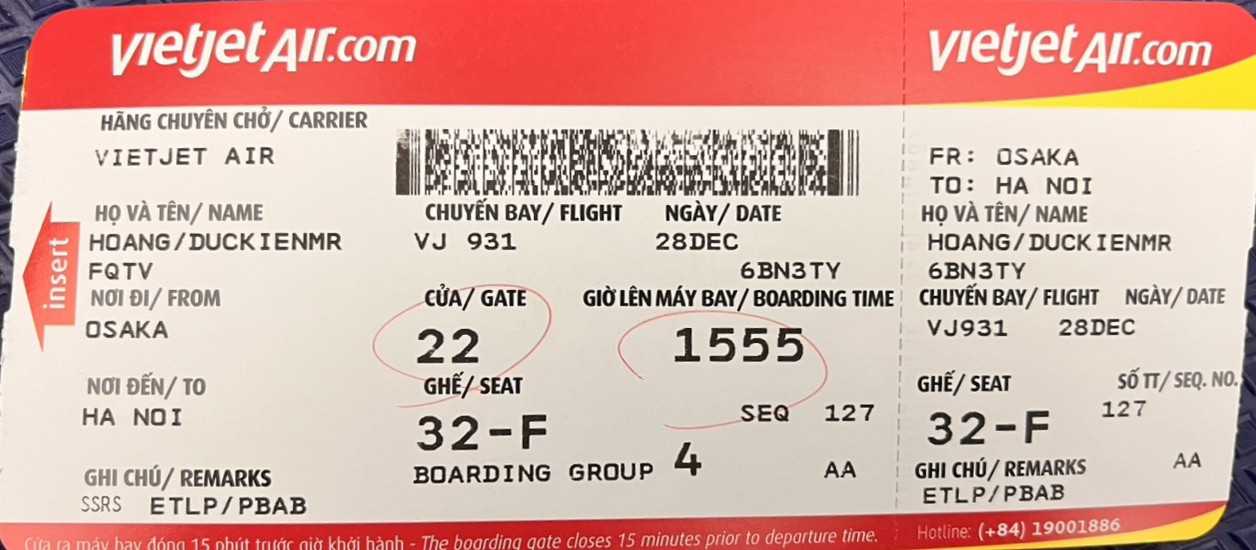 vietjetAir.com
HÃNG CHUYÊN CHỞ/ CARRIER
VIETJET AIR
HỌ VÀ TÊN/ NAME
HOANG/DUCKIENMR
FQTV
NƠI ĐI/ FROM
OSAKA
NƠI ĐẾN/ TO
HA NOI
GHI CHÚ/ REMARKS
SSRS ETLP/PBAB
insert
CHUYẾN BAY/ FLIGHT NGÀY/ DATE
VJ 931 28DEC
6BN3TY
CỬA/ GATE GIỜ LÊN MÁY BAY/ BOARDING TIME
22 1555
GHẾ/ SEAT
32-F SEQ 127
BOARDING GROUP 4 AA
Cửa ra máy bay đóng 15 phút trước giờ khởi hành - The boarding gate closes 15 minutes prior to departure time.
vietjetAir.com
FR: OSAKA
TO: HA NOI
HỌ VÀ TÊN/ NAME
HOANG/DUCKIENMR
6BN3TY
CHUYẾN BAY/ FLIGHT NGÀY/ DATE
VJ931 28DEC
GHẾ/ SEAT SỐ TT/ SEQ. NO.
32-F 127
GHI CHÚ/ REMARKS AA
ETLP/PBAB
Hotline: (+84) 19001886